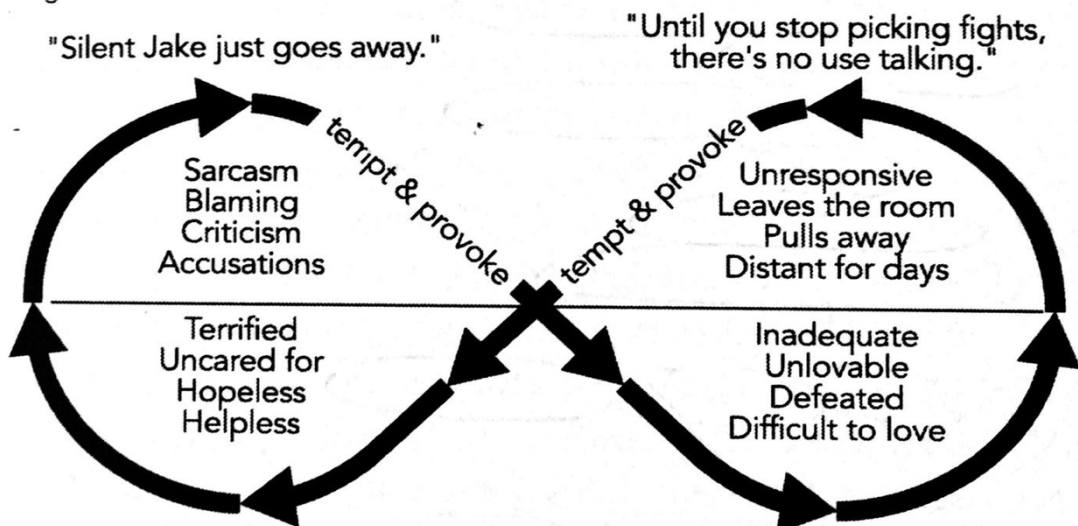 "Silent Jake just goes away."
"Until you stop picking fights,
there's no use talking."
tempt & provoke
tempt & provoke
Sarcasm
Blaming
Criticism
Accusations
Unresponsive
Leaves the room
Pulls away
Distant for days
Terrified
Uncared for
Hopeless
Helpless
Inadequate
Unlovable
Defeated
Difficult to love